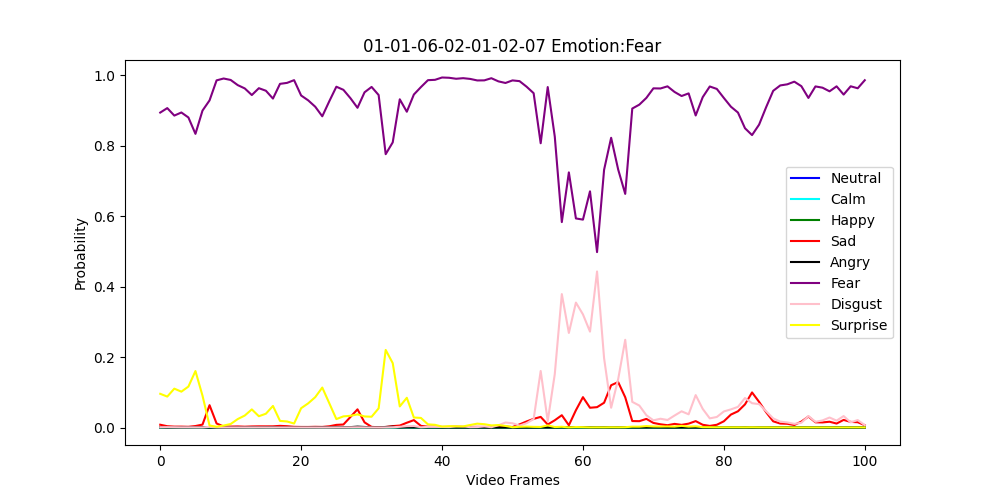 01-01-06-02-01-02-07 Emotion:Fear
1.0
0.8
0.6
0.4
0.2
0.0
Probability
Neutral
Calm
Happy
Sad
Angry
Fear
Disgust
Surprise
0 20 40 60 80 100
Video Frames